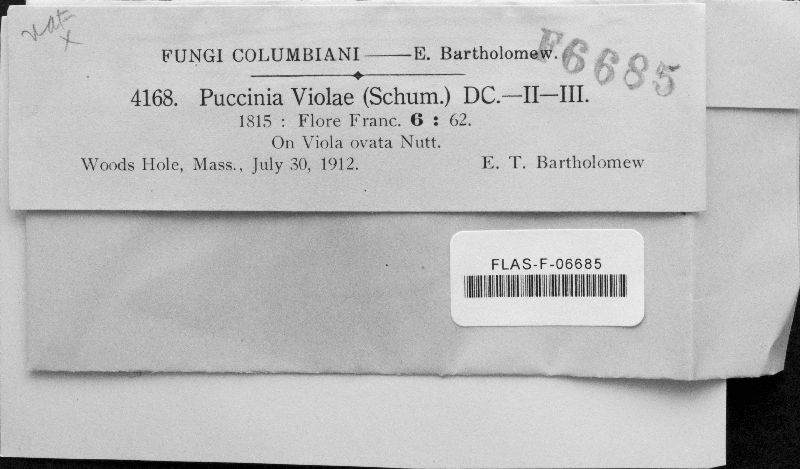 FUNGI COLUMBIANI——E. Bartholomew.
F6685
4168. Puccinia Violae (Schum.) DC.—II—III.
1815 : Flore Franc. 6 : 62.
On Viola ovata Nutt.
Woods Hole, Mass., July 30, 1912. E. T. Bartholomew
FLAS-F-06685